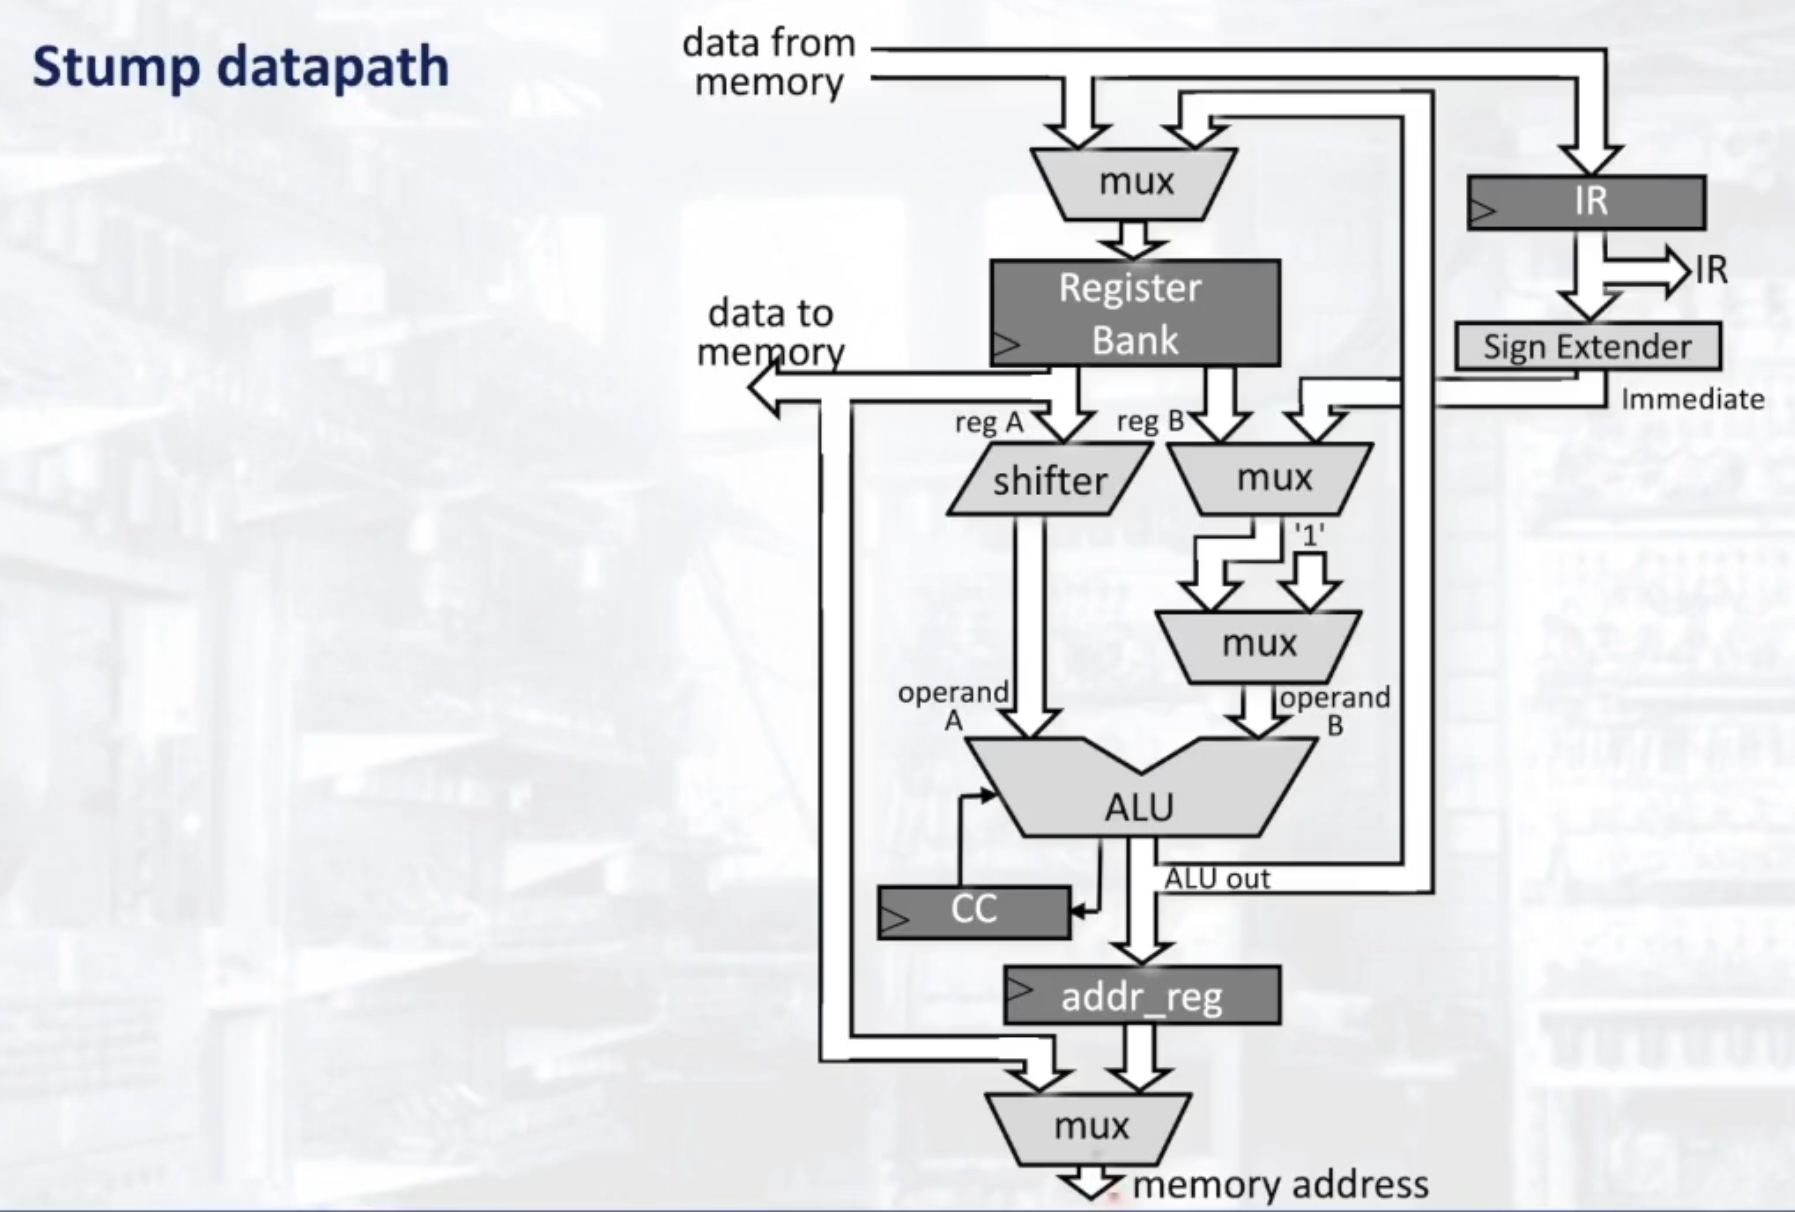 Stump datapath
data from
memory
mux
IR
IR
Register
Bank
data to
memory
Sign Extender
Immediate
reg A
reg B
shifter
mux
'1'
mux
operand
A
operand
B
ALU
ALU out
CC
addr_reg
mux
memory address